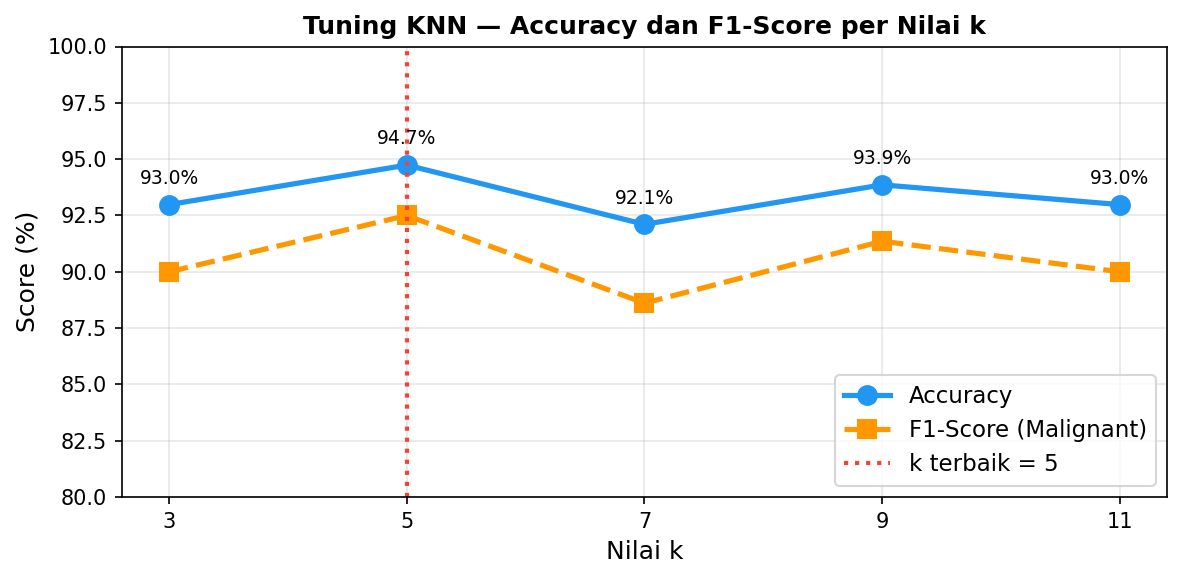 Tuning KNN — Accuracy dan F1-Score per Nilai k
Score (%)
100.0
97.5
95.0
92.5
90.0
87.5
85.0
82.5
80.0
93.0%
94.7%
92.1%
93.9%
93.0%
Accuracy
F1-Score (Malignant)
k terbaik = 5
3 5 7 9 11
Nilai k